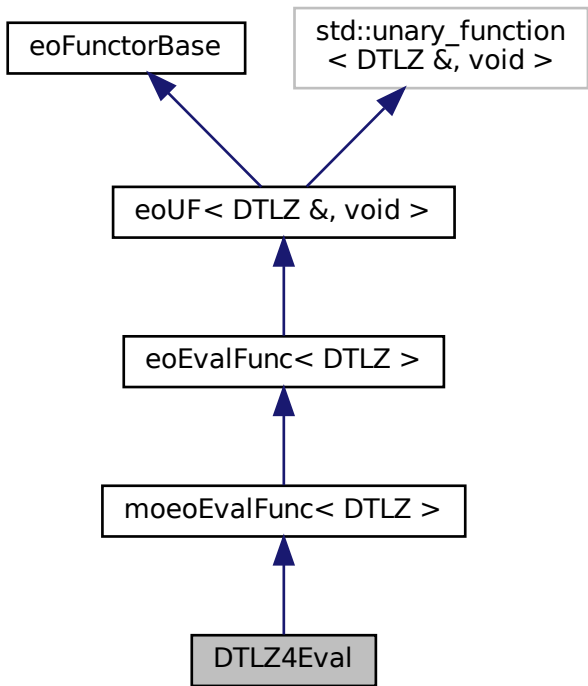 eoFunctorBase
std::unary_function
< DTLZ &, void >
eoUF< DTLZ &, void >
eoEvalFunc< DTLZ >
moeoEvalFunc< DTLZ >
DTLZ4Eval